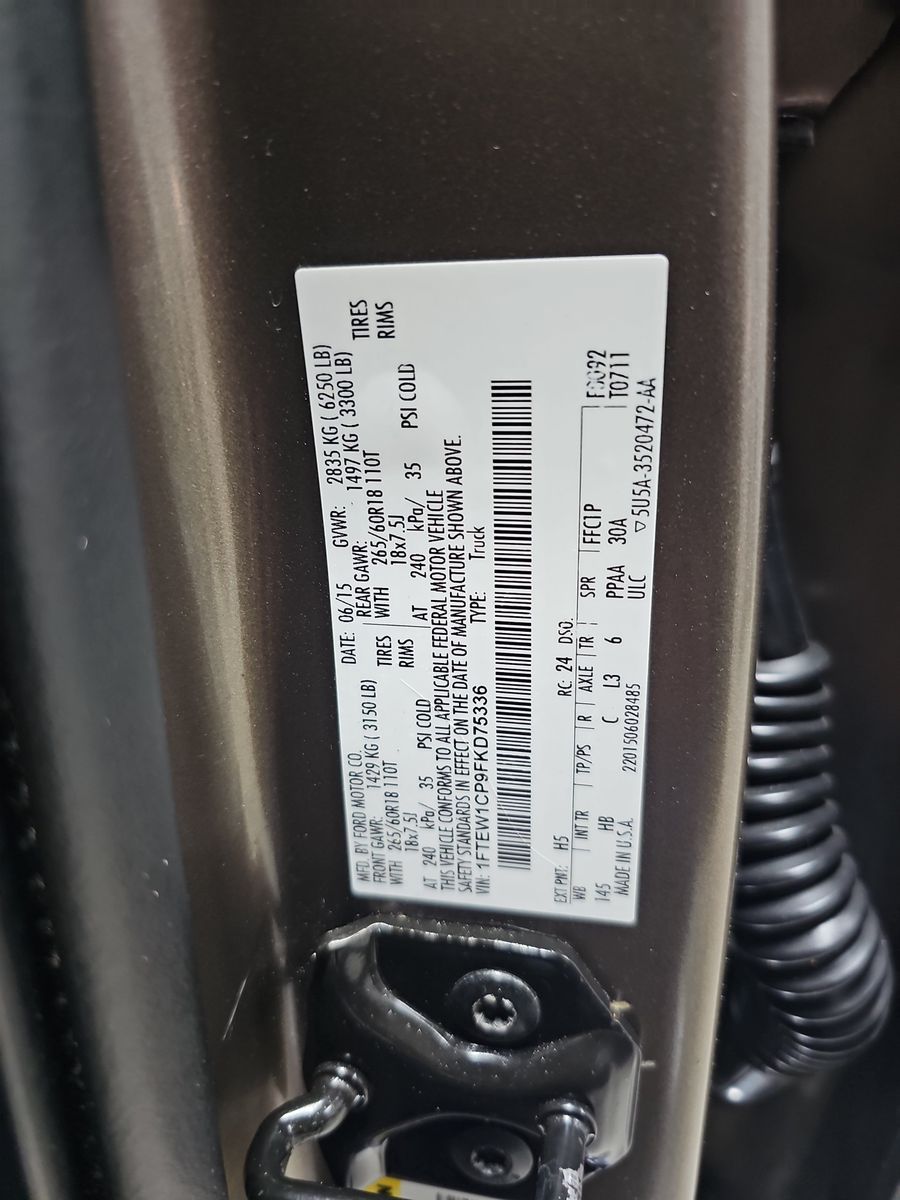 MFD. BY FORD MOTOR CO.
DATE: 06/15 GVWR: 2835 KG ( 6250 LB)
FRONT GAWR: 1429 KG ( 3150 LB)
REAR GAWR: 1497 KG ( 3300 LB)
WITH 265/60R18 110T TIRES
WITH 265/60R18 110T TIRES
18x7.5J RIMS
18x7.5J RIMS
AT 240 kPa/ 35 PSI COLD
AT 240 kPa/ 35 PSI COLD
THIS VEHICLE CONFORMS TO ALL APPLICABLE FEDERAL MOTOR VEHICLE
SAFETY STANDARDS IN EFFECT ON THE DATE OF MANUFACTURE SHOWN ABOVE.
VIN: 1FTEW1CP9FKD75336 TYPE: Truck
EXT PNT: H5 RC: 24 DSO:
WB INT TR TP/PS R AXLE TR SPR FFC1P
145 HB C L3 6 PPAA 30A T0711
MADE IN U.S.A. 2201506028485 ULC ▽5U5A-3520472-AA